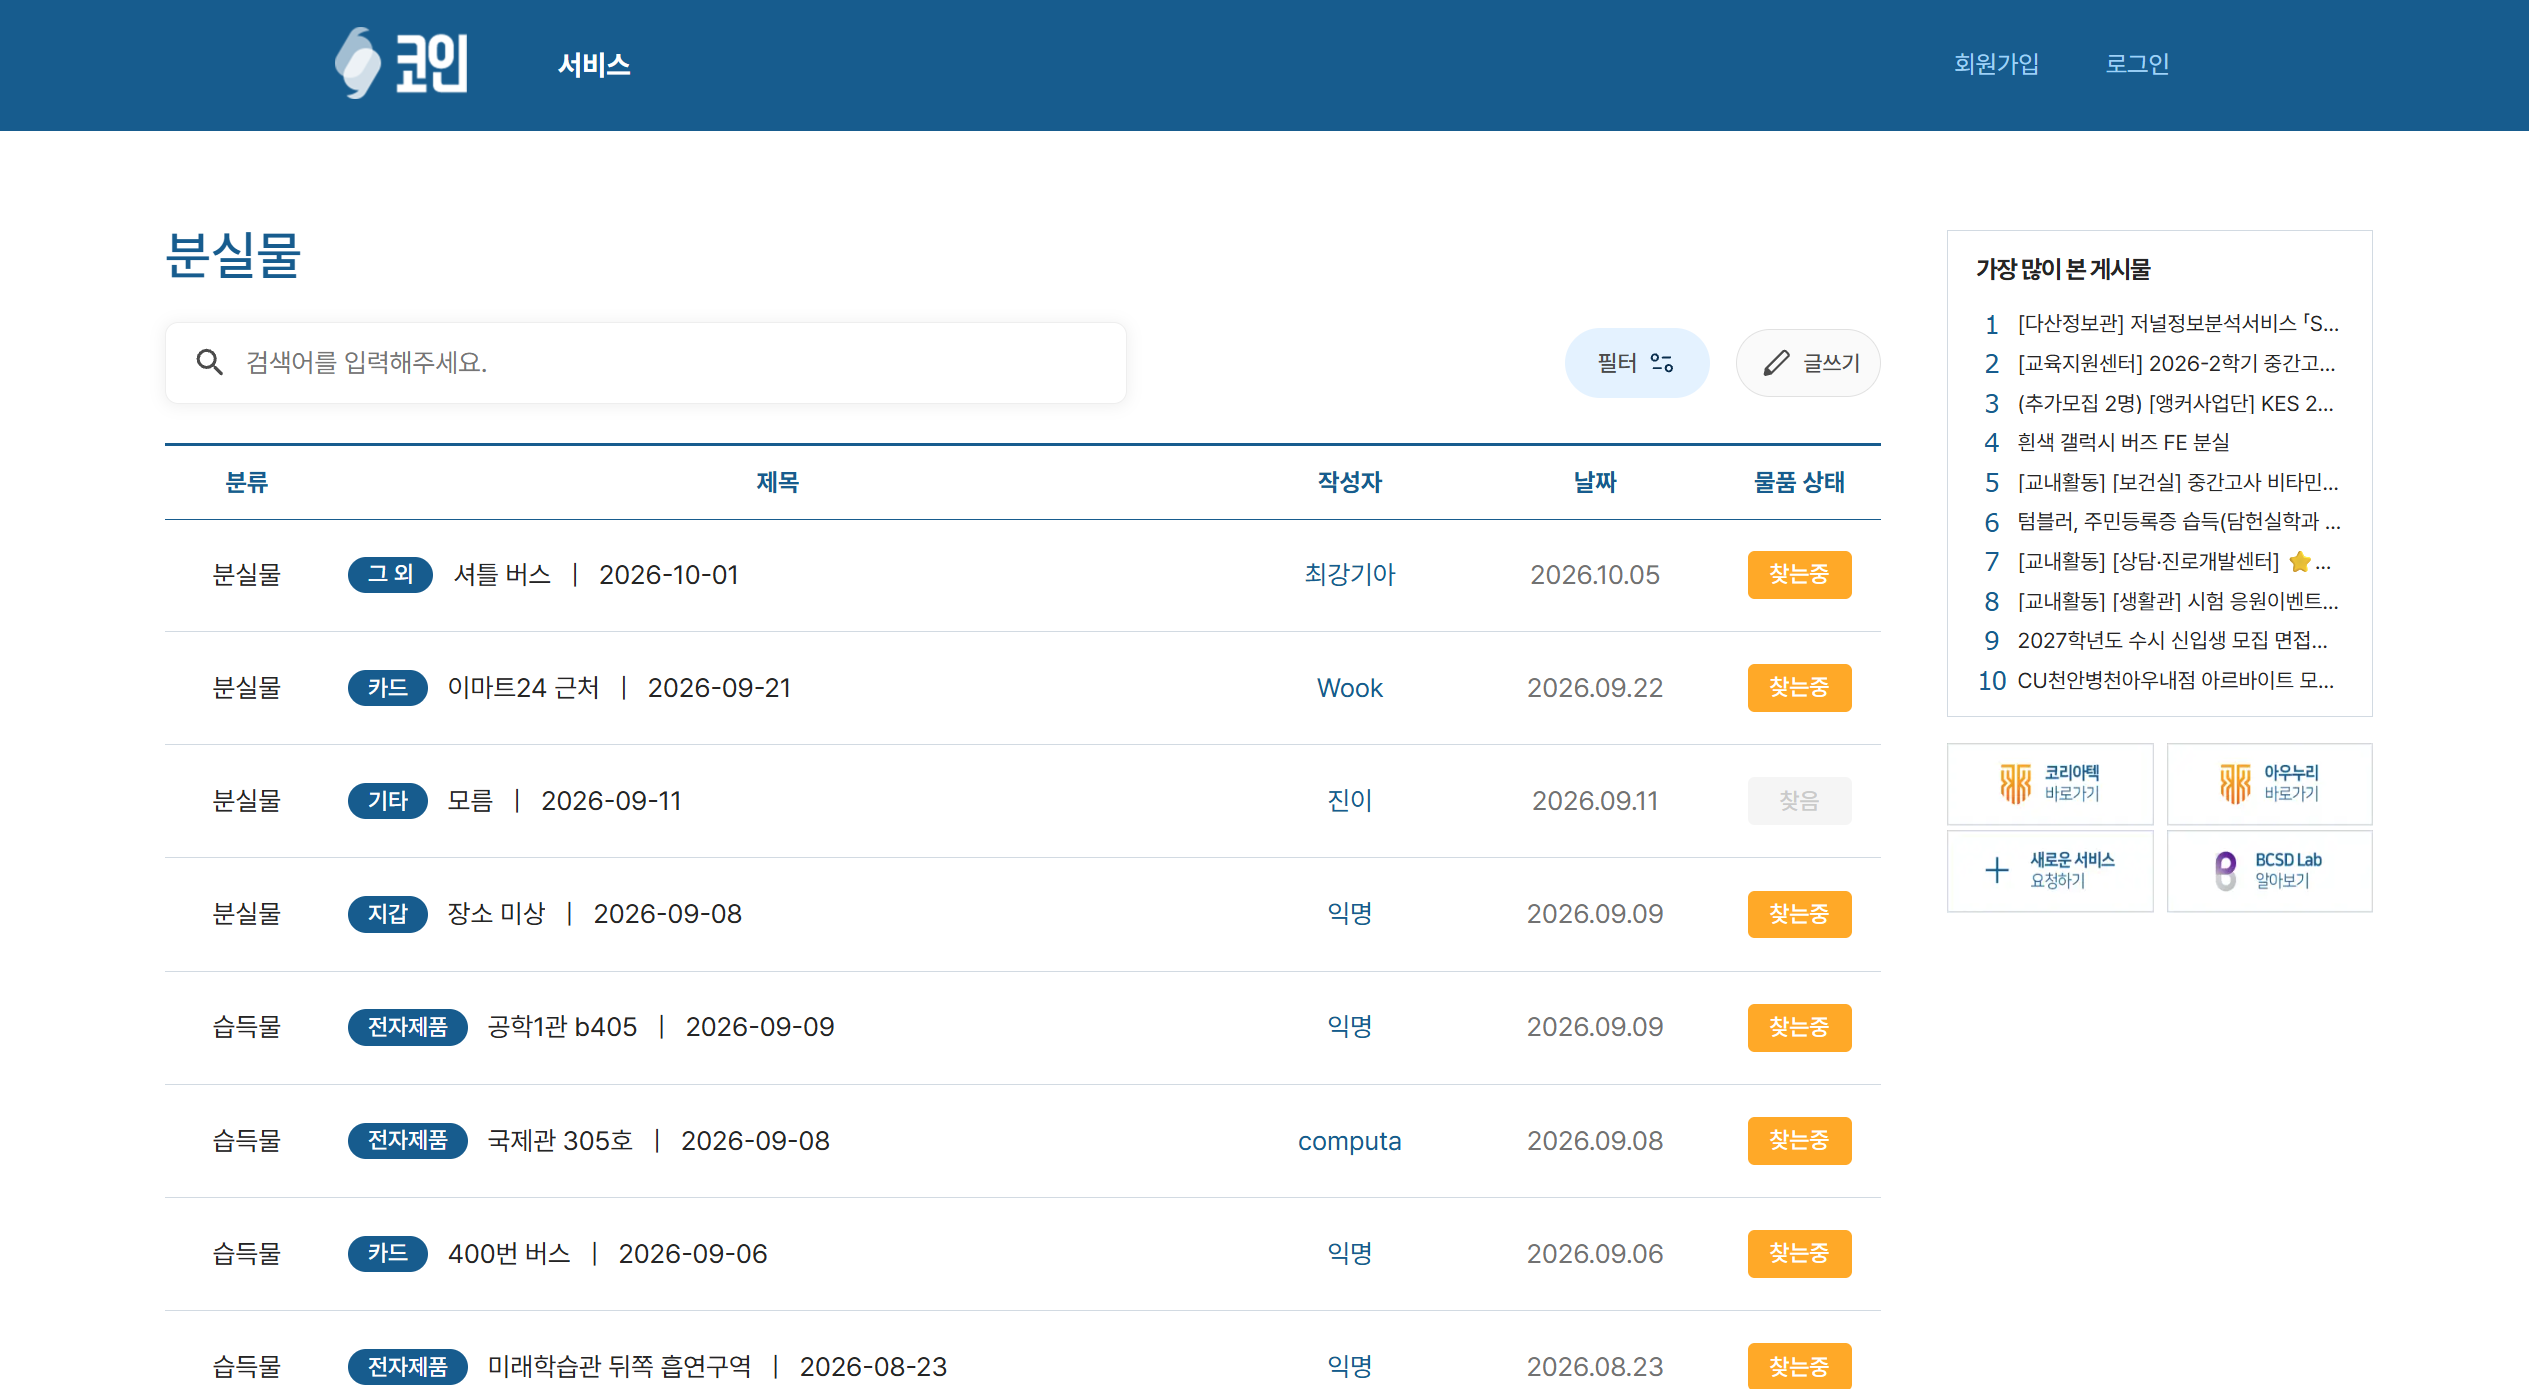 코인
서비스
회원가입
로그인
분실물
검색어를 입력해주세요.
필터
글쓰기
분류 제목 작성자 날짜 물품 상태
분실물 그 외 셔틀 버스 | 2026-10-01 최강기아 2026.10.05 찾는중
분실물 카드 이마트24 근처 | 2026-09-21 Wook 2026.09.22 찾는중
분실물 기타 모름 | 2026-09-11 진이 2026.09.11 찾음
분실물 지갑 장소 미상 | 2026-09-08 익명 2026.09.09 찾는중
습득물 전자제품 공학1관 b405 | 2026-09-09 익명 2026.09.09 찾는중
습득물 전자제품 국제관 305호 | 2026-09-08 computa 2026.09.08 찾는중
습득물 카드 400번 버스 | 2026-09-06 익명 2026.09.06 찾는중
습득물 전자제품 미래학습관 뒤쪽 흡연구역 | 2026-08-23 익명 2026.08.23 찾는중
가장 많이 본 게시물
1 [다산정보관] 저널정보분석서비스 「S...
2 [교육지원센터] 2026-2학기 중간고...
3 (추가모집 2명) [앵커사업단] KES 2...
4 흰색 갤럭시 버즈 FE 분실
5 [교내활동] [보건실] 중간고사 비타민...
6 텀블러, 주민등록증 습득(담헌실학과 ...
7 [교내활동] [상담·진로개발센터] ⭐ ...
8 [교내활동] [생활관] 시험 응원이벤트...
9 2027학년도 수시 신입생 모집 면접...
10 CU천안병천아우내점 아르바이트 모...
코리아텍
바로가기
아우누리
바로가기
새로운 서비스
요청하기
BCSD Lab
알아보기